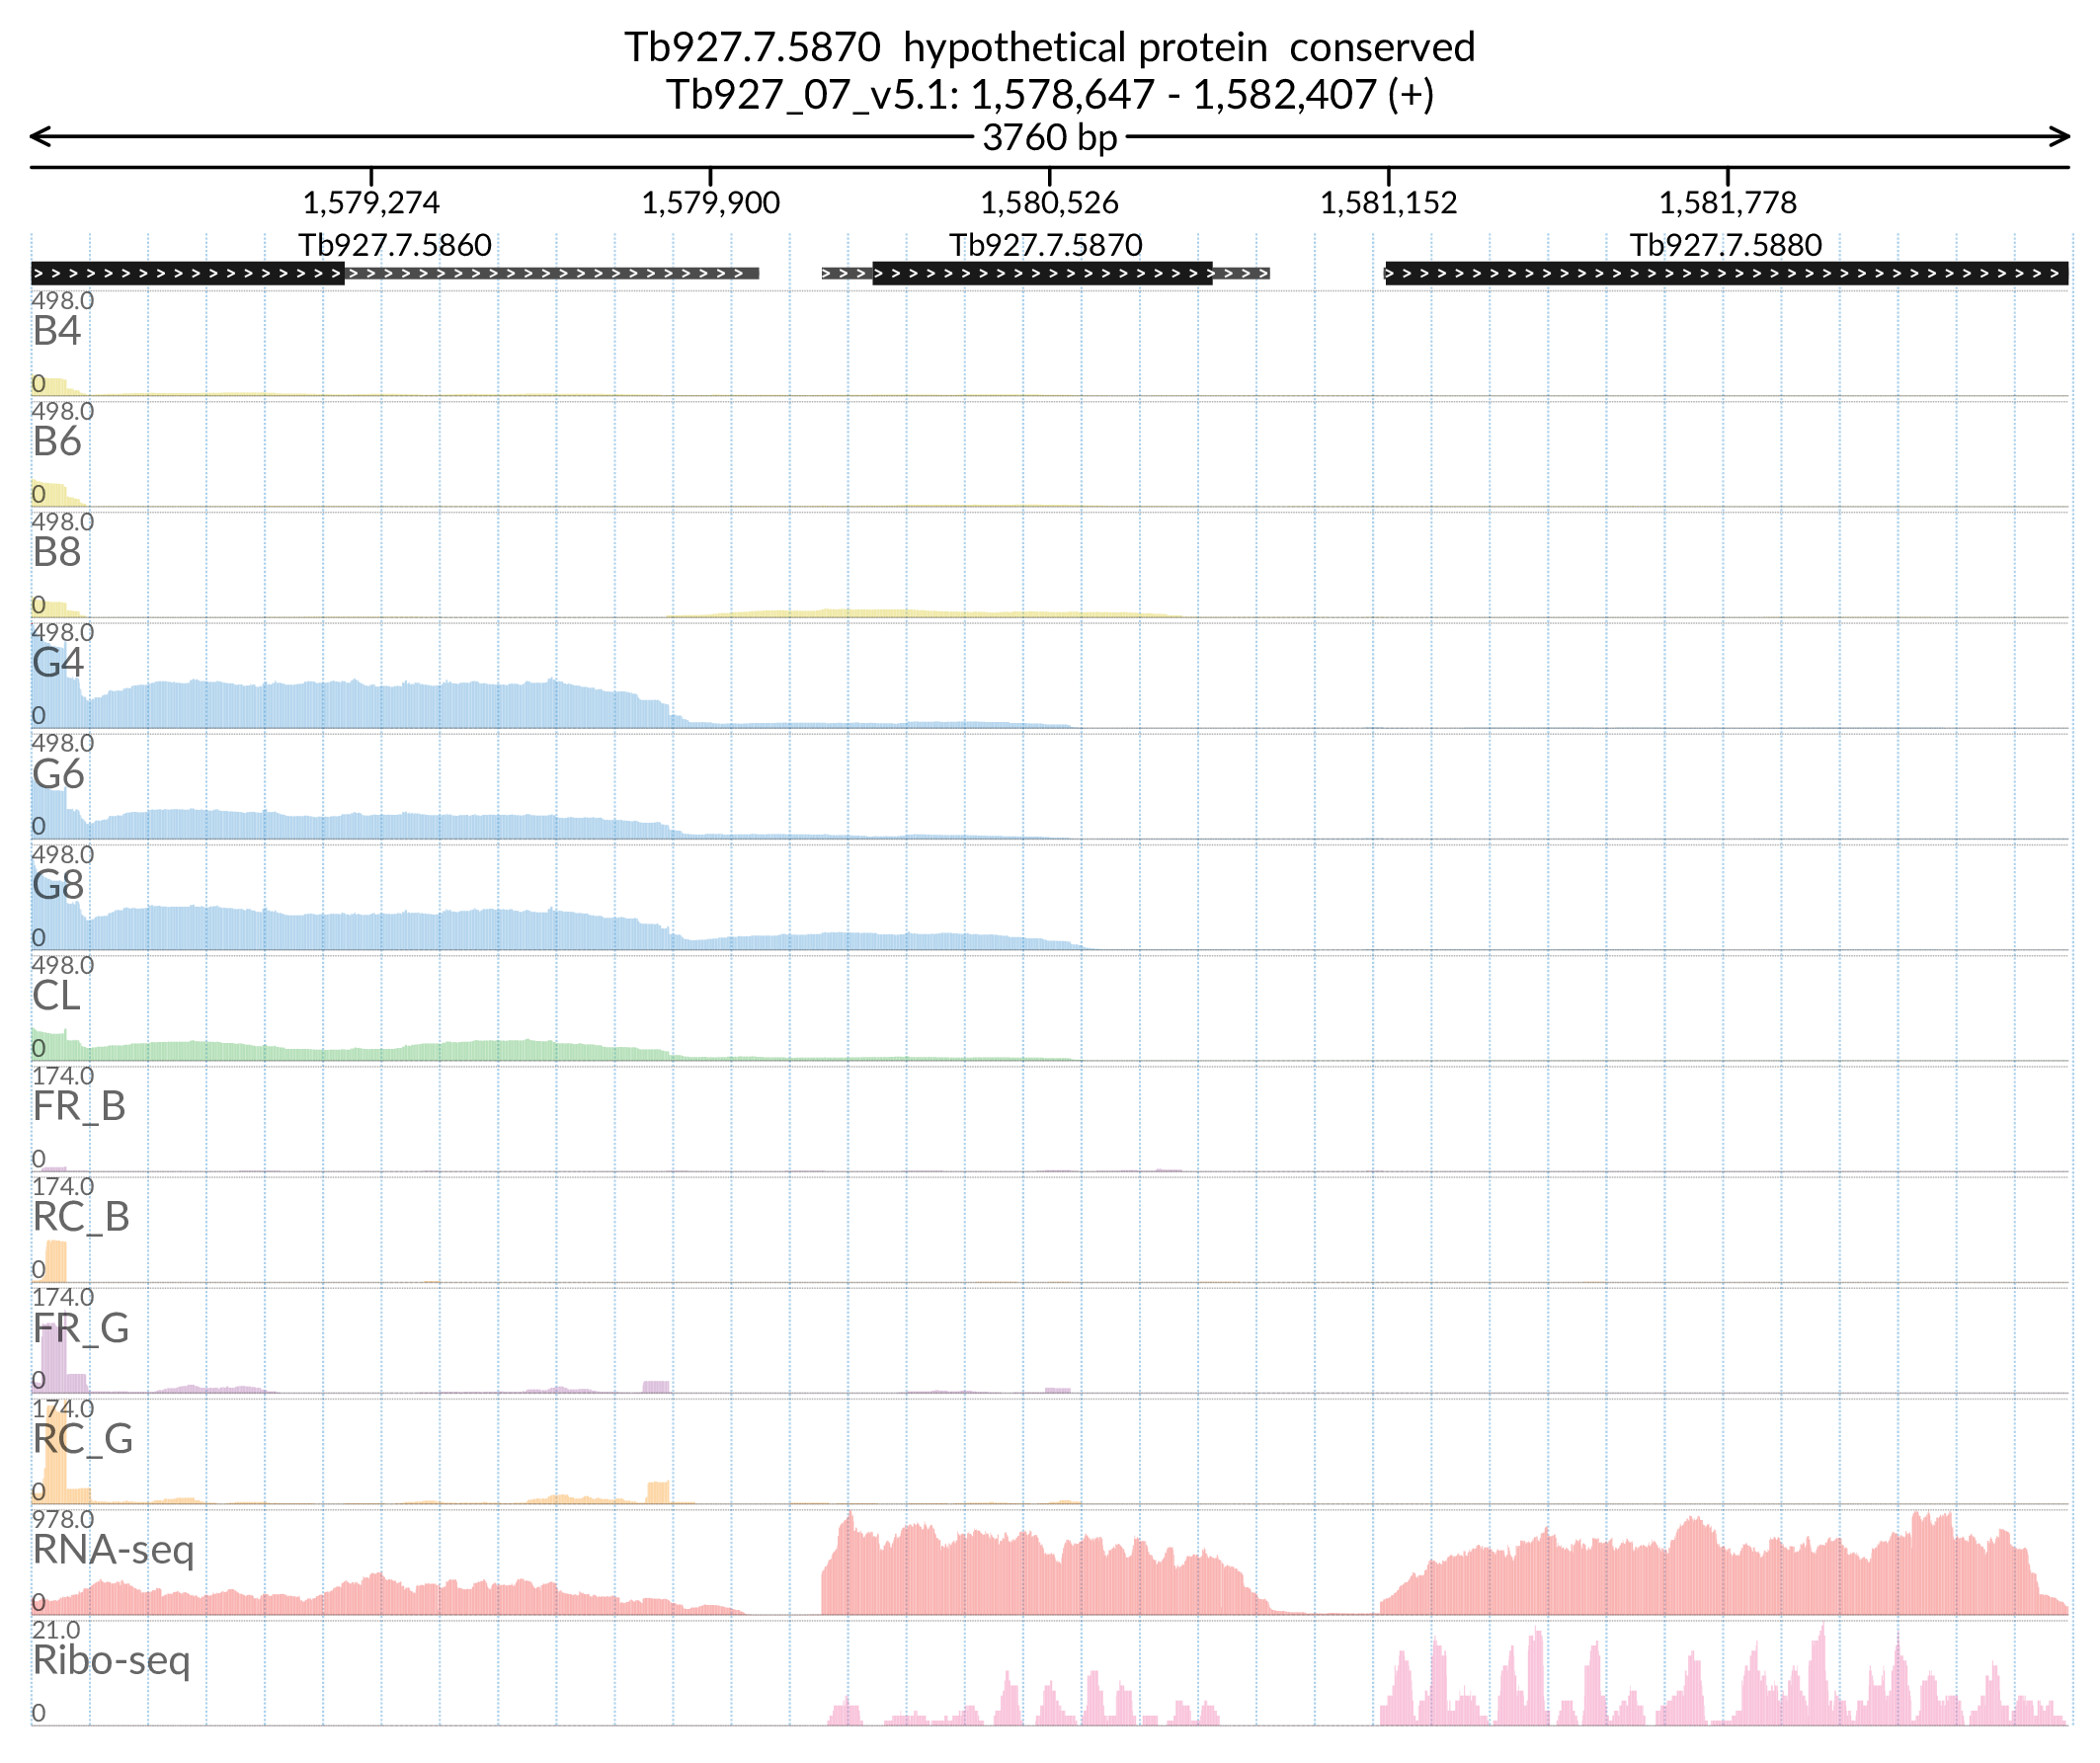 Tb927.7.5870 hypothetical protein conserved
Tb927_07_v5.1: 1,578,647 - 1,582,407 (+)
3760 bp
1,579,274 1,579,900 1,580,526 1,581,152 1,581,778
Tb927.7.5860 Tb927.7.5870 Tb927.7.5880
498.0
B4
0
498.0
B6
0
498.0
B8
0
498.0
G4
0
498.0
G6
0
498.0
G8
0
498.0
CL
0
174.0
FR_B
0
174.0
RC_B
0
174.0
FR_G
0
174.0
RC_G
0
978.0
RNA-seq
0
21.0
Ribo-seq
0